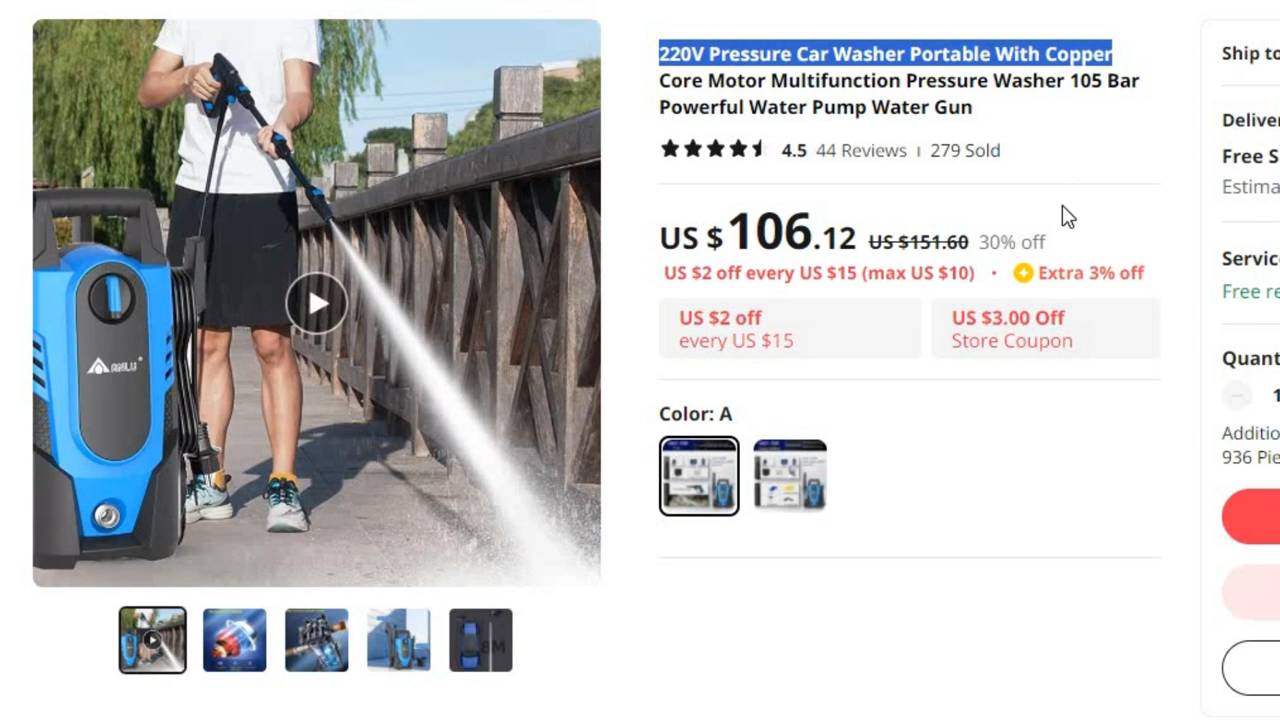 220V Pressure Car Washer Portable With Copper
Core Motor Multifunction Pressure Washer 105 Bar
Powerful Water Pump Water Gun
4.5 44 Reviews | 279 Sold
US $106.12 US $151.60 30% off
US $2 off every US $15 (max US $10) • Extra 3% off
US $2 off
every US $15
US $3.00 Off
Store Coupon
Color: A
ANLU
8M
Ship to
Deliver
Free S
Estima
Servic
Free re
Quant
1
Additio
936 Pie